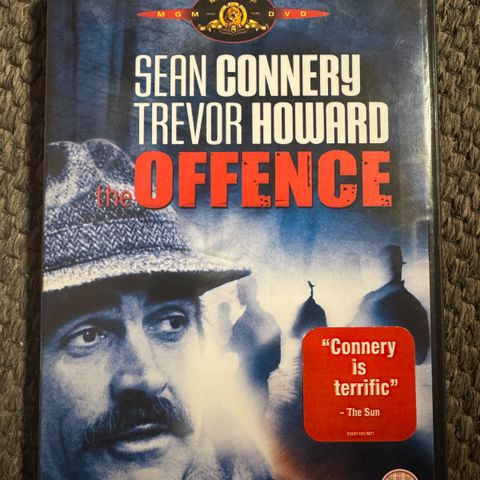 MGM DVD
SEAN CONNERY
TREVOR HOWARD
the OFFENCE
"Connery
is
terrific"
- The Sun